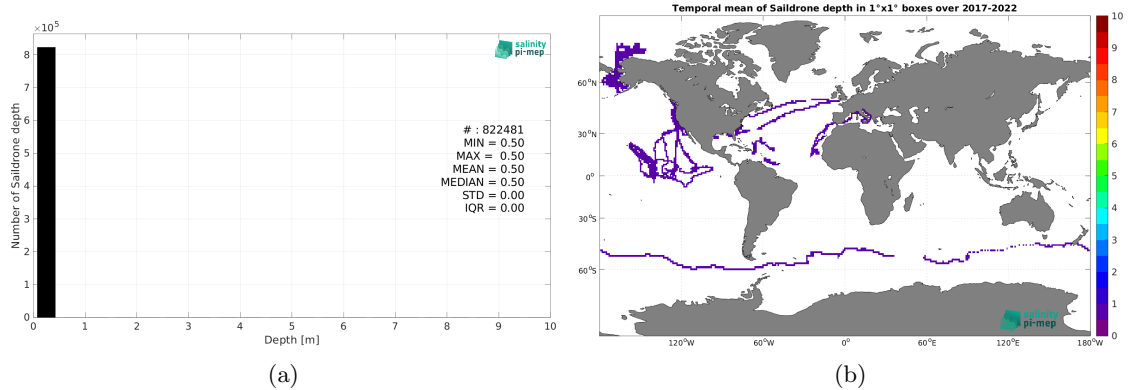 ×10⁵
8
7
6
5
4
3
2
1
0
Number of Saildrone depth
salinity
pi-mep
# : 822481
MIN = 0.50
MAX = 0.50
MEAN = 0.50
MEDIAN = 0.50
STD = 0.00
IQR = 0.00
0 1 2 3 4 5 6 7 8 9 10
Depth [m]
(a)
Temporal mean of Saildrone depth in 1°x1° boxes over 2017-2022
60°N
30°N
0°
30°S
60°S
120°W 60°W 0° 60°E 120°E 180°W
salinity
pi-mep
10
9
8
7
6
5
4
3
2
1
0
(b)